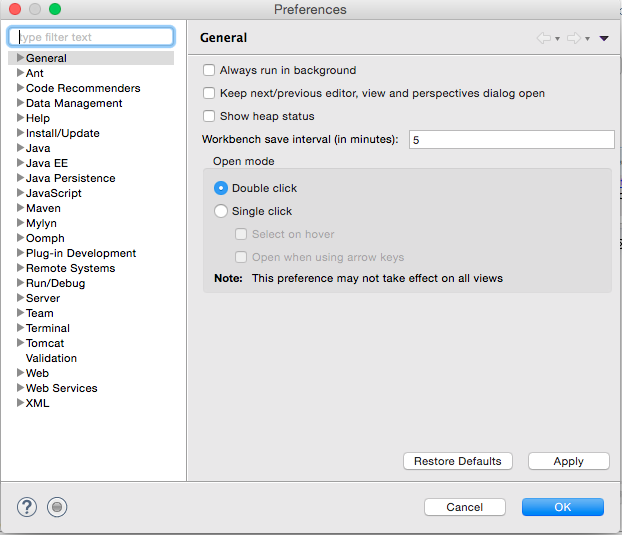 Preferences
type filter text
General
Ant
Code Recommenders
Data Management
Help
Install/Update
Java
Java EE
Java Persistence
JavaScript
Maven
Mylyn
Oomph
Plug-in Development
Remote Systems
Run/Debug
Server
Team
Terminal
Tomcat
Validation
Web
Web Services
XML
General
Always run in background
Keep next/previous editor, view and perspectives dialog open
Show heap status
Workbench save interval (in minutes): 5
Open mode
Double click
Single click
Select on hover
Open when using arrow keys
Note: This preference may not take effect on all views
Restore Defaults Apply
? Cancel OK